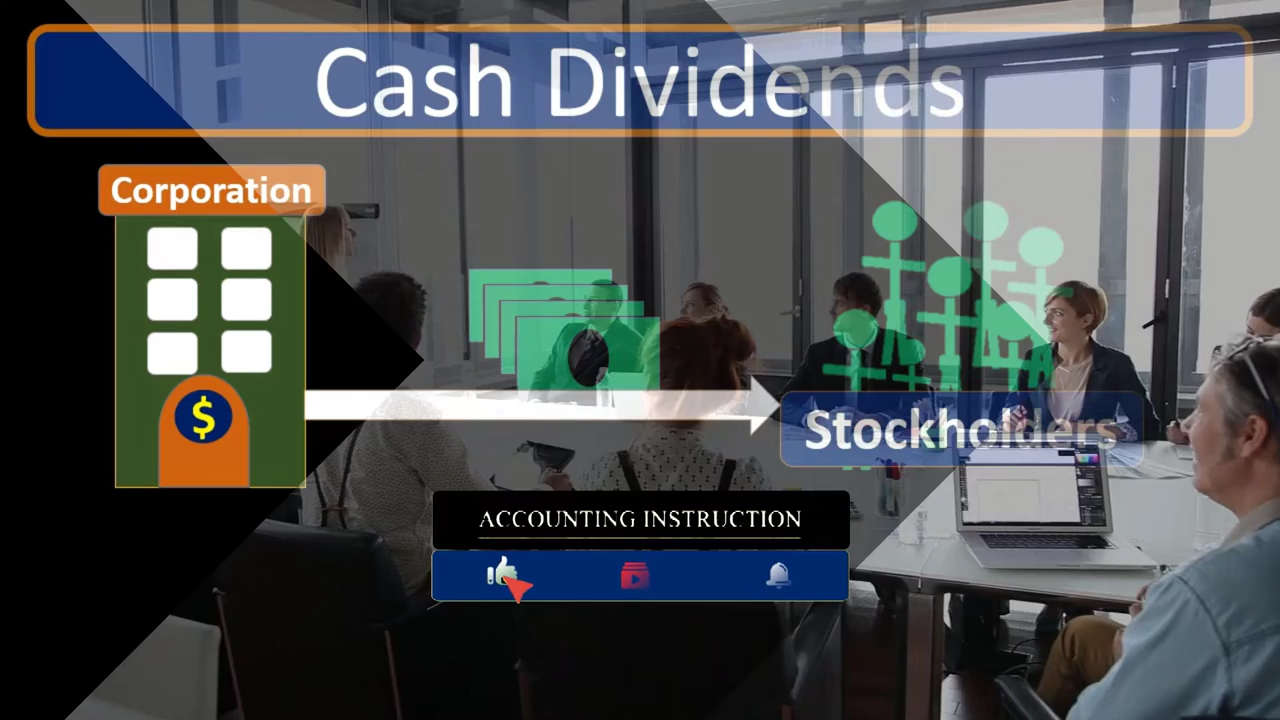 Cash Dividends
Corporation
$
Stockholders
ACCOUNTING INSTRUCTION